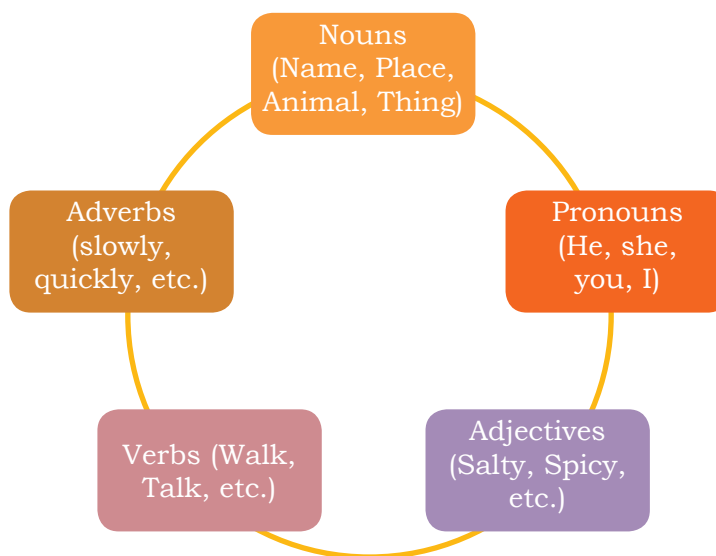 Nouns
(Name, Place,
Animal, Thing)
Pronouns
(He, she,
you, I)
Adjectives
(Salty, Spicy,
etc.)
Verbs (Walk,
Talk, etc.)
Adverbs
(slowly,
quickly, etc.)